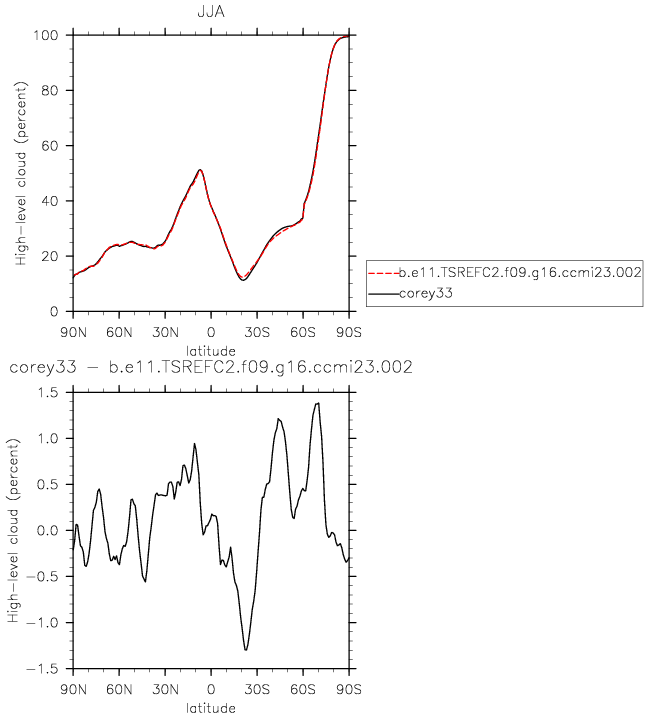 JJA
High-level cloud (percent)
100
80
60
40
20
0
90N 60N 30N 0 30S 60S 90S
latitude
b.e11.TSREFC2.f09.g16.ccmi23.002
corey33
corey33 - b.e11.TSREFC2.f09.g16.ccmi23.002
High-level cloud (percent)
1.5
1.0
0.5
0.0
-0.5
-1.0
-1.5
90N 60N 30N 0 30S 60S 90S
latitude